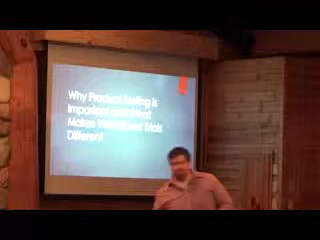 Why Product Testing is
Important and What
Makes Trials
Different